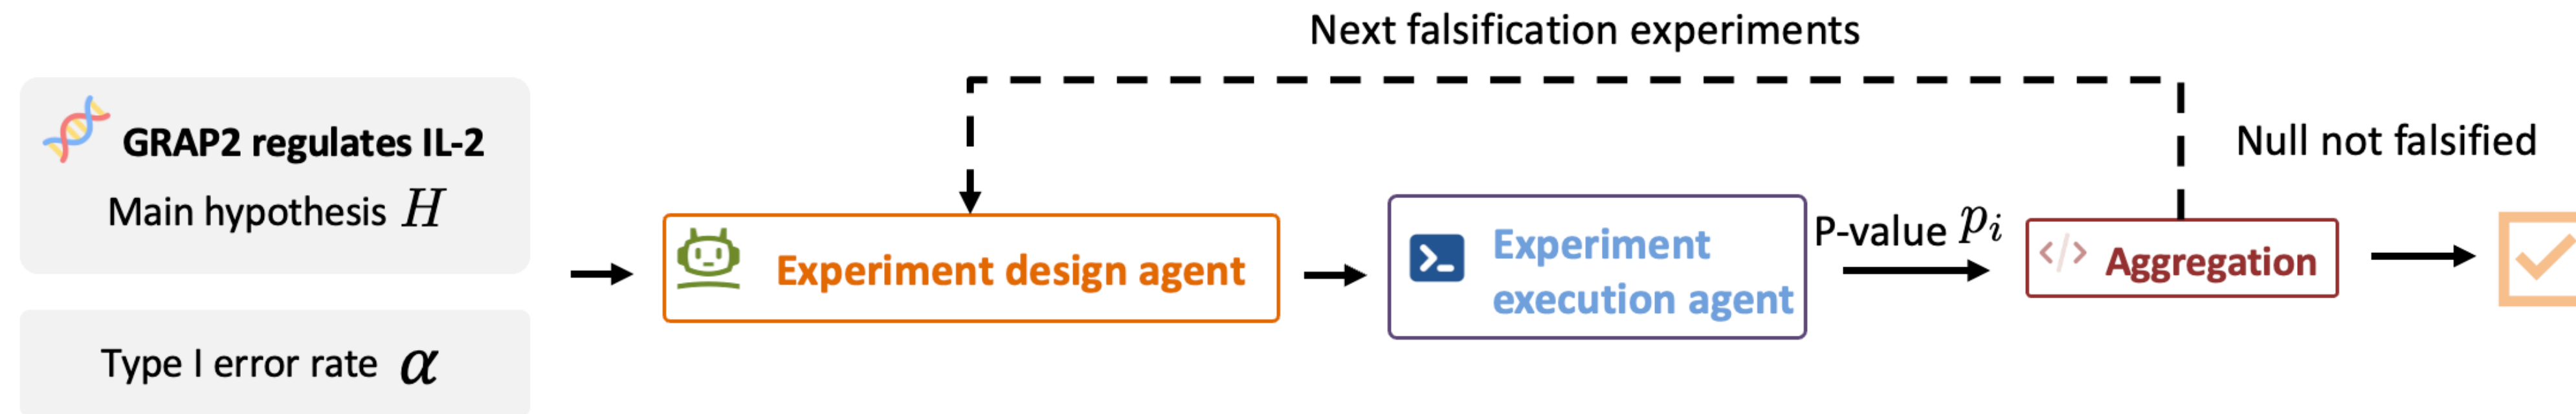 Next falsification experiments
GRAP2 regulates IL-2
Main hypothesis H
Type I error rate α
Experiment design agent
Experiment
execution agent
P-value pᵢ
Null not falsified
</> Aggregation